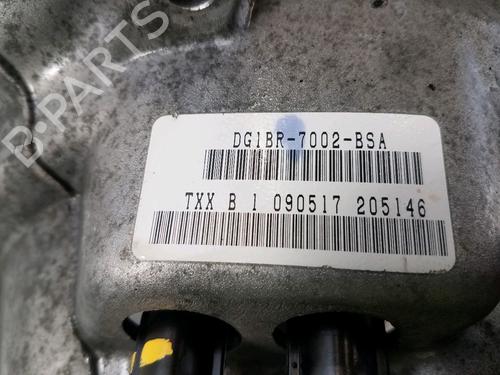 DG1BR-7002-BSA
TXX B 1 090517 205146
B-PARTS